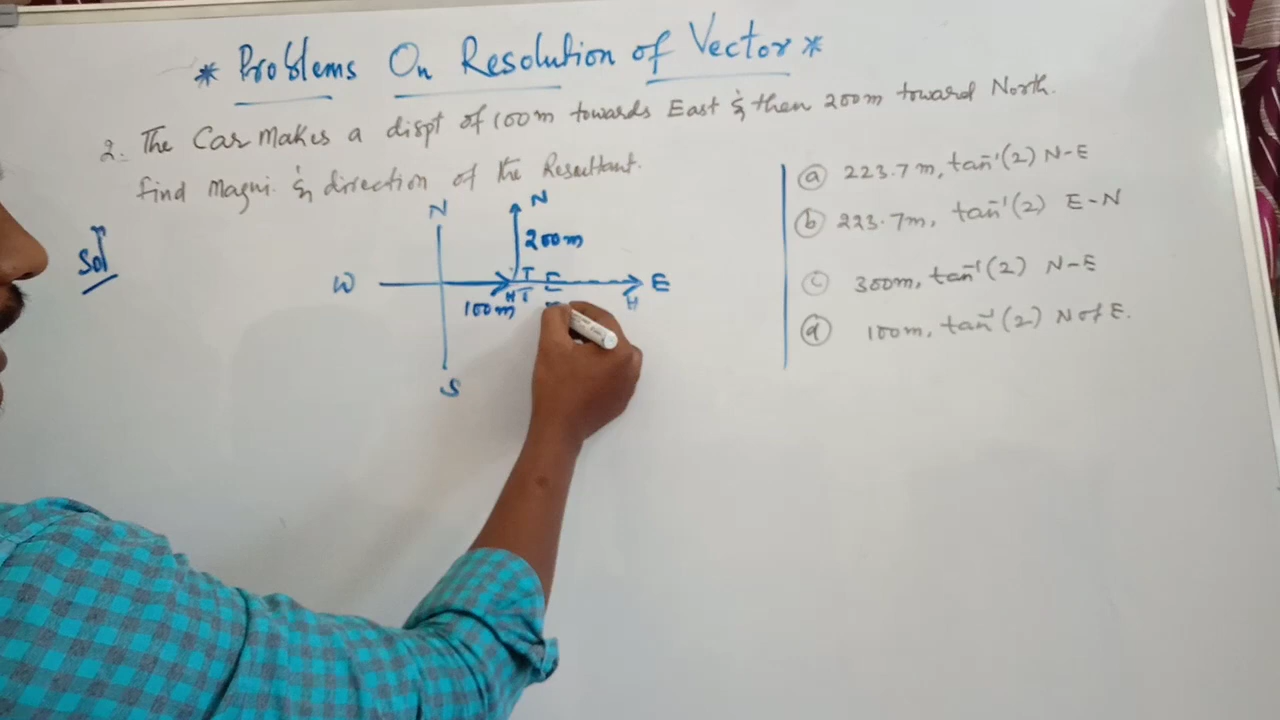 * Problems On Resolution of Vector *
2. The Car Makes a dispt of 100m towards East & then 200m toward North.
find Magni. & direction of the Resultant.
Sol
N
N
200m
W
T
E
H
T
H
100m
S
(a) 223.7m, tan⁻¹(2) N-E
(b) 223.7m, tan⁻¹(2) E-N
(c) 300m, tan⁻¹(2) N-E
(d) 100m, tan⁻¹(2) N of E.